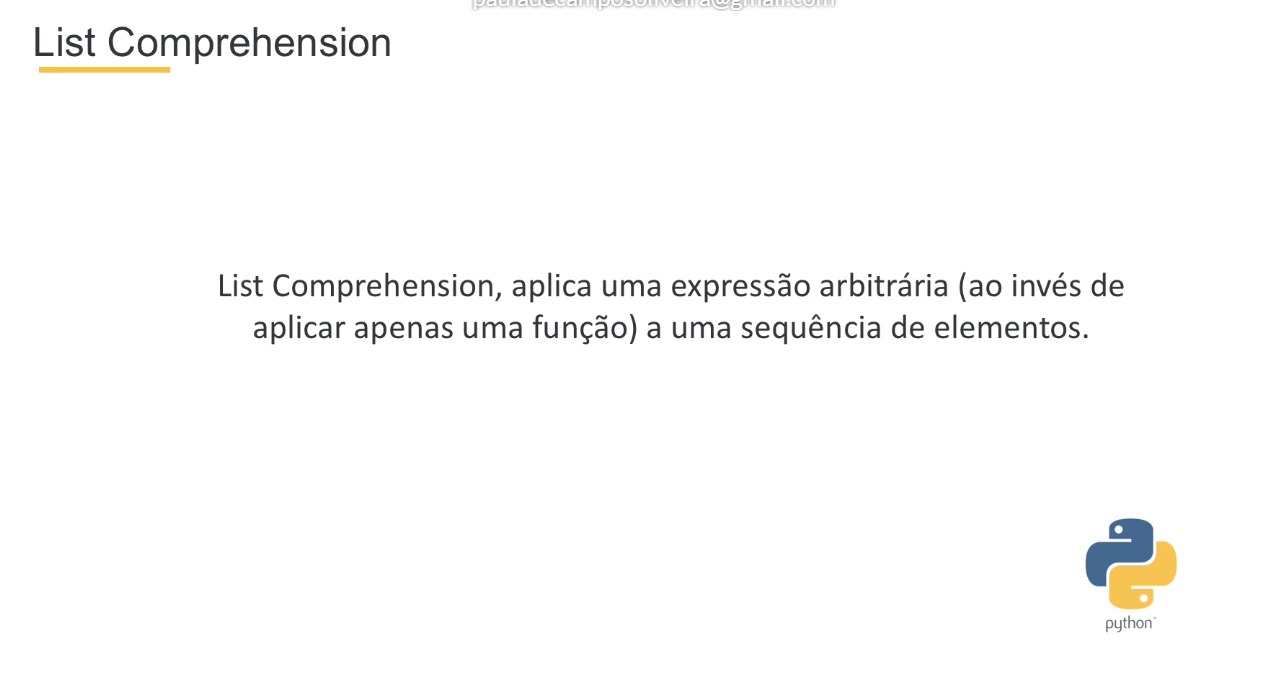 List Comprehension
List Comprehension, aplica uma expressão arbitrária (ao invés de
aplicar apenas uma função) a uma sequência de elementos.
python